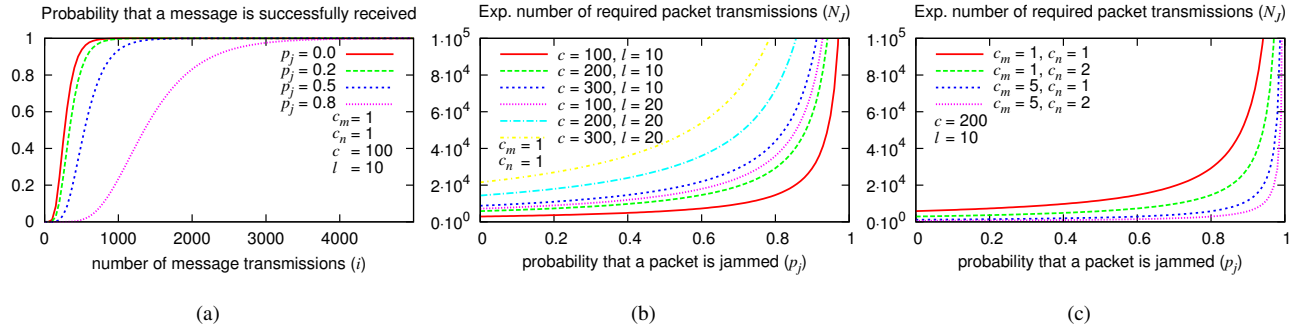 Probability that a message is successfully received
1
0.8
0.6
0.4
0.2
0
p_j = 0.0
p_j = 0.2
p_j = 0.5
p_j = 0.8
c_m = 1
c_n = 1
c = 100
l = 10
0 1000 2000 3000 4000
number of message transmissions (i)
(a)
Exp. number of required packet transmissions (N_J)
1·10^5
8·10^4
6·10^4
4·10^4
2·10^4
0·10^0
c = 100, l = 10
c = 200, l = 10
c = 300, l = 10
c = 100, l = 20
c = 200, l = 20
c = 300, l = 20
c_m = 1
c_n = 1
0 0.2 0.4 0.6 0.8 1
probability that a packet is jammed (p_j)
(b)
Exp. number of required packet transmissions (N_J)
1·10^5
8·10^4
6·10^4
4·10^4
2·10^4
0·10^0
c_m = 1, c_n = 1
c_m = 1, c_n = 2
c_m = 5, c_n = 1
c_m = 5, c_n = 2
c = 200
l = 10
0 0.2 0.4 0.6 0.8 1
probability that a packet is jammed (p_j)
(c)